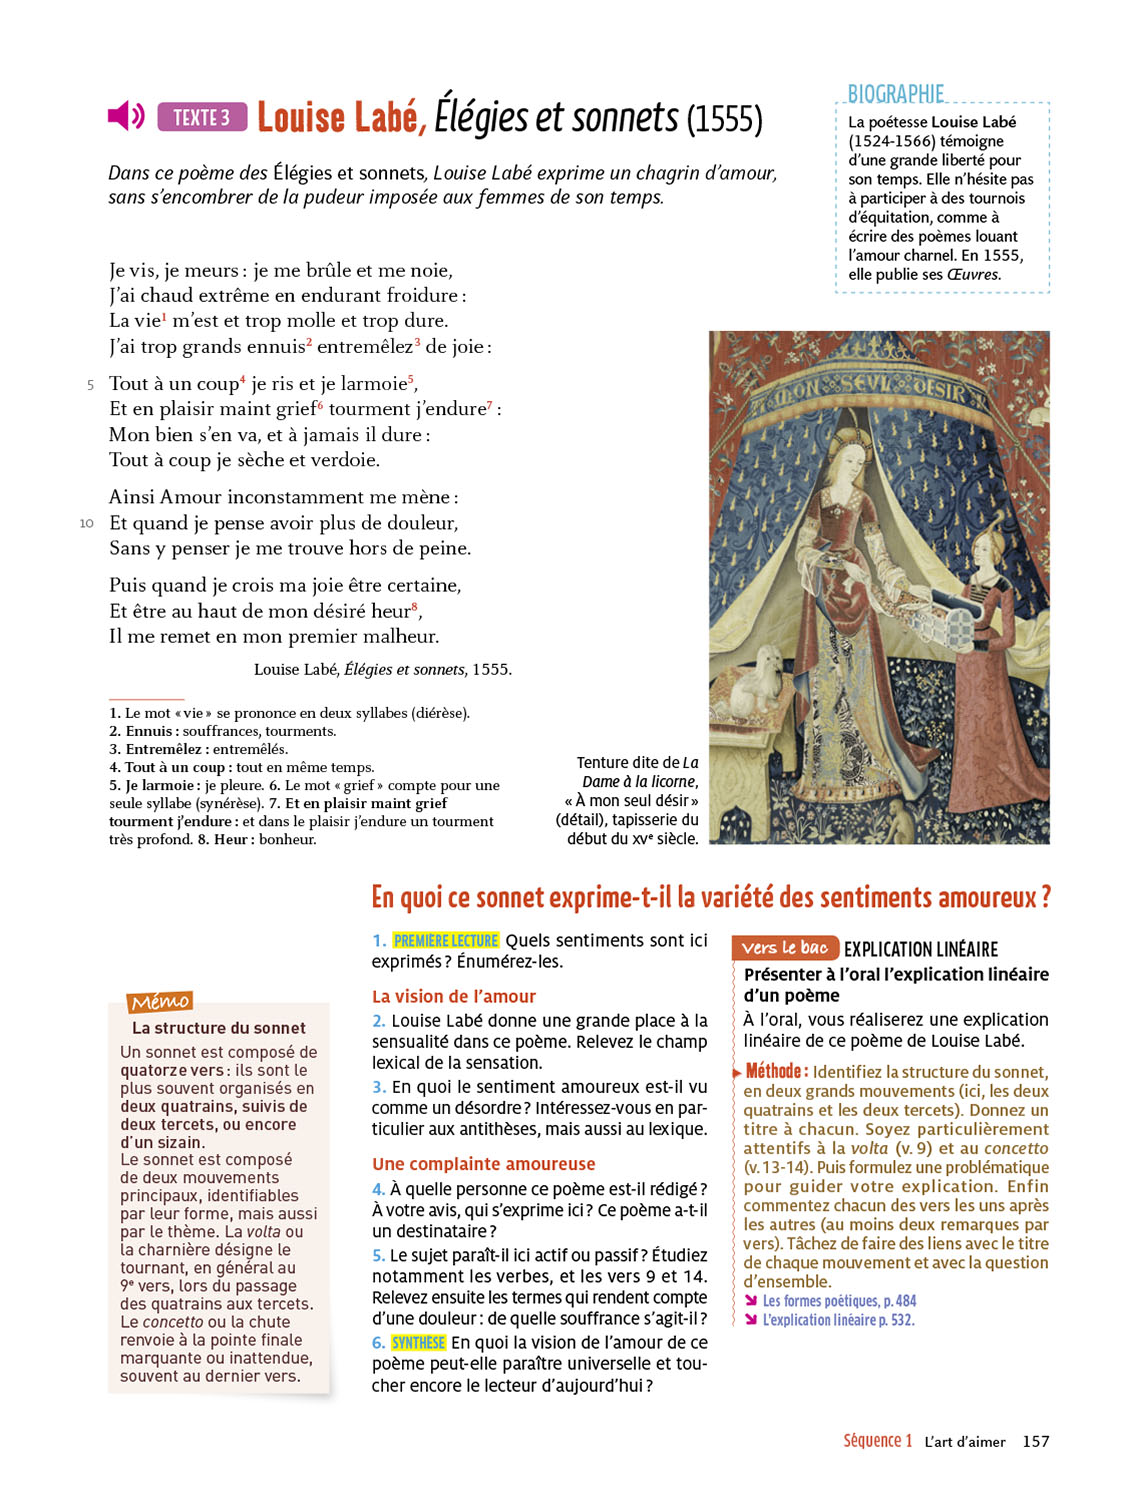 TEXTE 3 Louise Labé, Élégies et sonnets (1555)
Dans ce poème des Élégies et sonnets, Louise Labé exprime un chagrin d'amour,
sans s'encombrer de la pudeur imposée aux femmes de son temps.
BIOGRAPHIE
La poétesse Louise Labé
(1524-1566) témoigne
d'une grande liberté pour
son temps. Elle n'hésite pas
à participer à des tournois
d'équitation, comme à
écrire des poèmes louant
l'amour charnel. En 1555,
elle publie ses Œuvres.
Je vis, je meurs : je me brûle et me noie,
J'ai chaud extrême en endurant froidure :
La vie1 m'est et trop molle et trop dure.
J'ai trop grands ennuis2 entremêlez3 de joie :
5 Tout à un coup4 je ris et je larmoie5,
Et en plaisir maint grief6 tourment j'endure7 :
Mon bien s'en va, et à jamais il dure :
Tout à coup je sèche et verdoie.
Ainsi Amour inconstamment me mène :
10 Et quand je pense avoir plus de douleur,
Sans y penser je me trouve hors de peine.
Puis quand je crois ma joie être certaine,
Et être au haut de mon désiré heur8,
Il me remet en mon premier malheur.
Louise Labé, Élégies et sonnets, 1555.
1. Le mot « vie » se prononce en deux syllabes (diérèse).
2. Ennuis : souffrances, tourments.
3. Entremêlez : entremêlés.
4. Tout à un coup : tout en même temps.
5. Je larmoie : je pleure. 6. Le mot « grief » compte pour une
seule syllabe (synérèse). 7. Et en plaisir maint grief
tourment j'endure : et dans le plaisir j'endure un tourment
très profond. 8. Heur : bonheur.
MON SEUL DESIR
Tenture dite de La
Dame à la licorne,
« À mon seul désir »
(détail), tapisserie du
début du XVe siècle.
En quoi ce sonnet exprime-t-il la variété des sentiments amoureux ?
1. PREMIÈRE LECTURE Quels sentiments sont ici
exprimés ? Énumérez-les.
La vision de l'amour
2. Louise Labé donne une grande place à la
sensualité dans ce poème. Relevez le champ
lexical de la sensation.
3. En quoi le sentiment amoureux est-il vu
comme un désordre ? Intéressez-vous en par-
ticulier aux antithèses, mais aussi au lexique.
Une complainte amoureuse
4. À quelle personne ce poème est-il rédigé ?
À votre avis, qui s'exprime ici ? Ce poème a-t-il
un destinataire ?
5. Le sujet paraît-il ici actif ou passif ? Étudiez
notamment les verbes, et les vers 9 et 14.
Relevez ensuite les termes qui rendent compte
d'une douleur : de quelle souffrance s'agit-il ?
6. SYNTHÈSE En quoi la vision de l'amour de ce
poème peut-elle paraître universelle et tou-
cher encore le lecteur d'aujourd'hui ?
vers le bac EXPLICATION LINÉAIRE
Présenter à l'oral l'explication linéaire
d'un poème
À l'oral, vous réaliserez une explication
linéaire de ce poème de Louise Labé.
Méthode : Identifiez la structure du sonnet,
en deux grands mouvements (ici, les deux
quatrains et les deux tercets). Donnez un
titre à chacun. Soyez particulièrement
attentifs à la volta (v. 9) et au concetto
(v. 13-14). Puis formulez une problématique
pour guider votre explication. Enfin
commentez chacun des vers les uns après
les autres (au moins deux remarques par
vers). Tâchez de faire des liens avec le titre
de chaque mouvement et avec la question
d'ensemble.
Les formes poétiques, p. 484
L'explication linéaire p. 532.
Mémo
La structure du sonnet
Un sonnet est composé de
quatorze vers : ils sont le
plus souvent organisés en
deux quatrains, suivis de
deux tercets, ou encore
d'un sizain.
Le sonnet est composé
de deux mouvements
principaux, identifiables
par leur forme, mais aussi
par le thème. La volta ou
la charnière désigne le
tournant, en général au
9e vers, lors du passage
des quatrains aux tercets.
Le concetto ou la chute
renvoie à la pointe finale
marquante ou inattendue,
souvent au dernier vers.
Séquence 1 L'art d'aimer 157